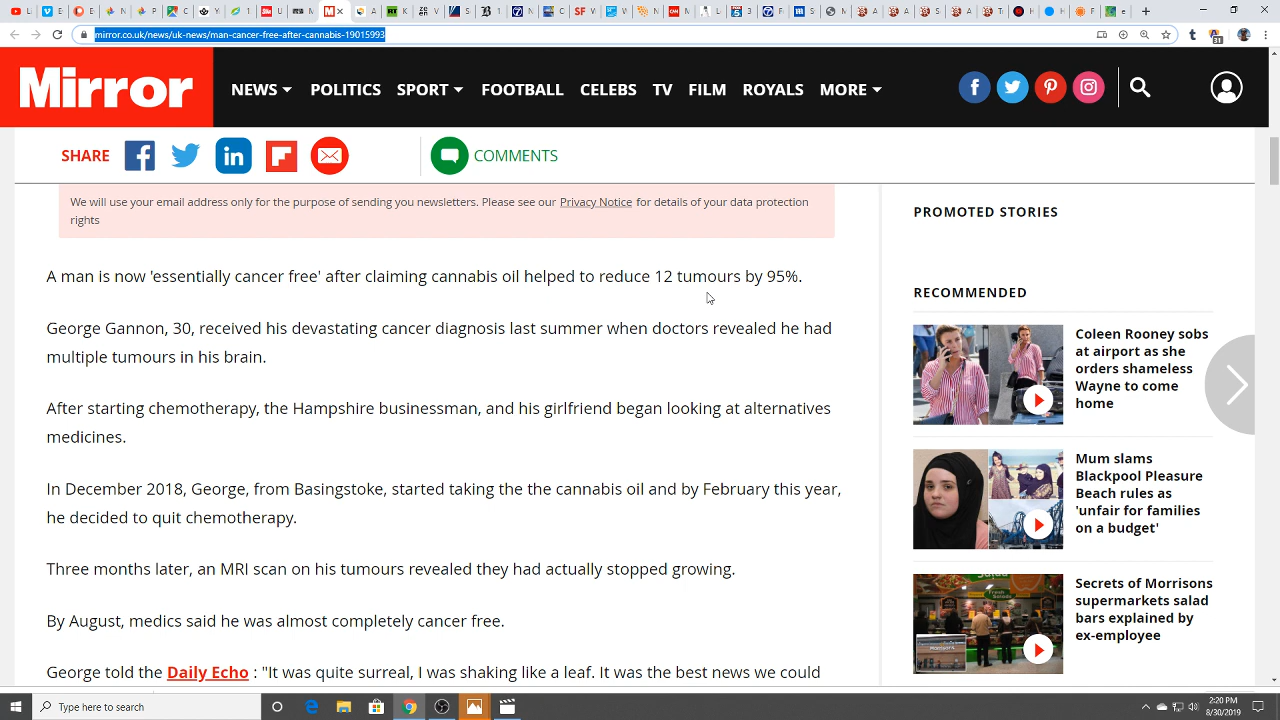 mirror.co.uk/news/uk-news/man-cancer-free-after-cannabis-19015993
Mirror
NEWS POLITICS SPORT FOOTBALL CELEBS TV FILM ROYALS MORE
SHARE
COMMENTS
We will use your email address only for the purpose of sending you newsletters. Please see our Privacy Notice for details of your data protection
rights
A man is now 'essentially cancer free' after claiming cannabis oil helped to reduce 12 tumours by 95%.
George Gannon, 30, received his devastating cancer diagnosis last summer when doctors revealed he had
multiple tumours in his brain.
After starting chemotherapy, the Hampshire businessman, and his girlfriend began looking at alternatives
medicines.
In December 2018, George, from Basingstoke, started taking the the cannabis oil and by February this year,
he decided to quit chemotherapy.
Three months later, an MRI scan on his tumours revealed they had actually stopped growing.
By August, medics said he was almost completely cancer free.
George told the Daily Echo : "It was quite surreal, I was shaking like a leaf. It was the best news we could
PROMOTED STORIES
RECOMMENDED
Coleen Rooney sobs
at airport as she
orders shameless
Wayne to come
home
Mum slams
Blackpool Pleasure
Beach rules as
'unfair for families
on a budget'
Secrets of Morrisons
supermarkets salad
bars explained by
ex-employee
Type here to search
2:20 PM
8/30/2019